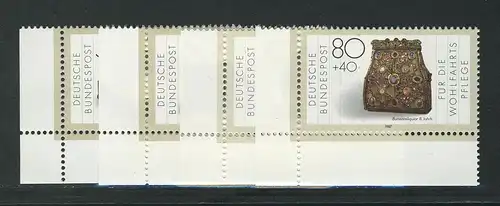 DEUTSCHE
BUNDESPOST
DEUTSCHE
BUNDESPOST
DEUTSCHE
BUNDESPOST
DEUTSCHE
BUNDESPOST
80
+40
FÜR DIE
WOHLFAHRTS
PFLEGE